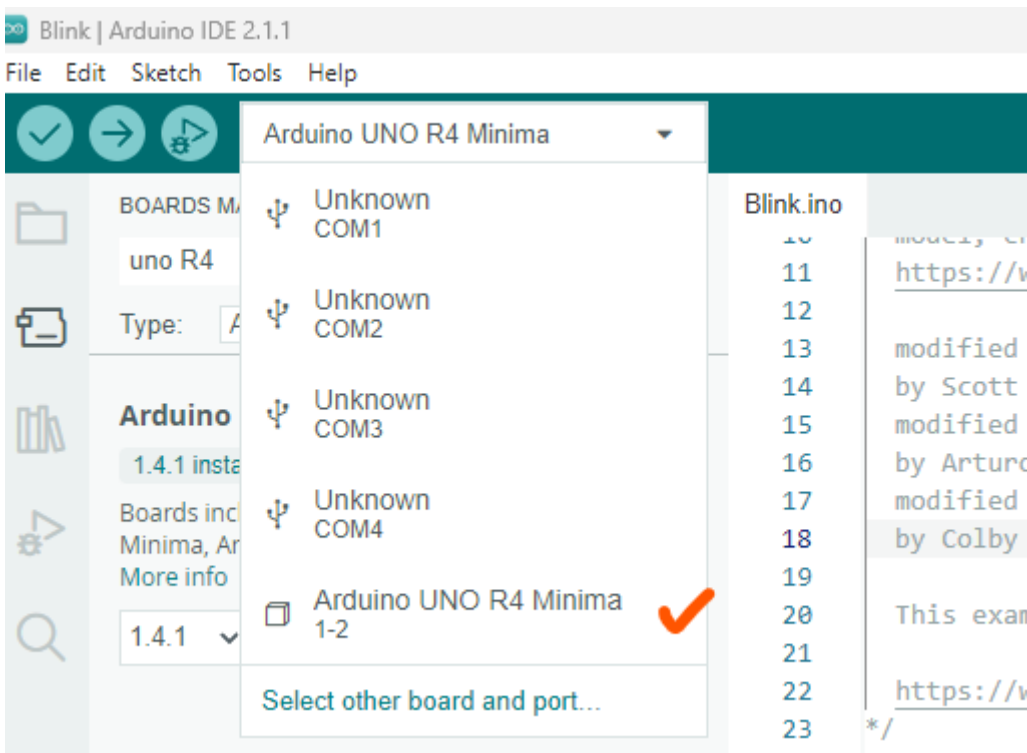 Blink | Arduino IDE 2.1.1
File Edit Sketch Tools Help
Arduino UNO R4 Minima
Unknown
COM1
Unknown
COM2
Unknown
COM3
Unknown
COM4
Arduino UNO R4 Minima
1-2
Select other board and port...
BOARDS MA
uno R4
Type: A
Arduino
1.4.1 insta
Boards incl
Minima, Ar
More info
1.4.1
Blink.ino
11 https://w
12
13 modified
14 by Scott
15 modified
16 by Arturo
17 modified
18 by Colby
19
20 This exam
21
22 https://w
23 */